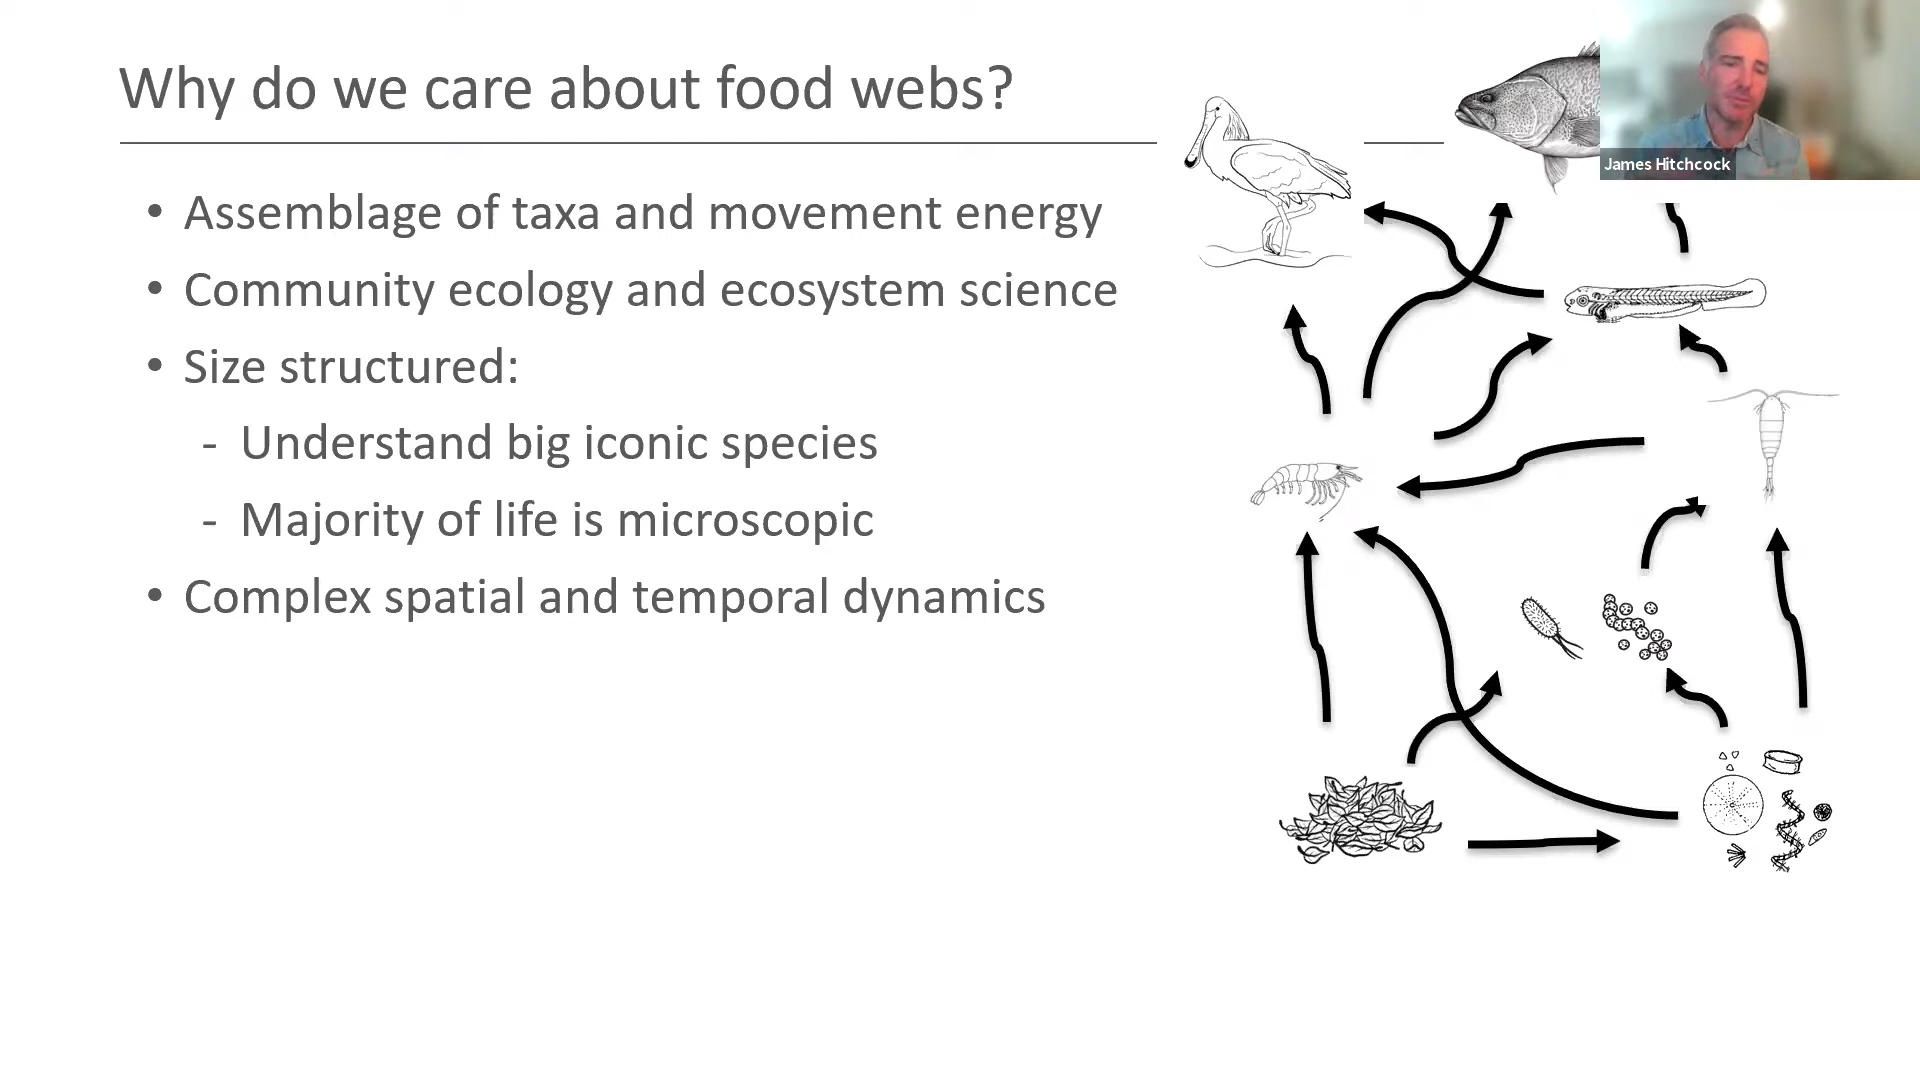 Why do we care about food webs?
James Hitchcock
• Assemblage of taxa and movement energy
• Community ecology and ecosystem science
• Size structured:
- Understand big iconic species
- Majority of life is microscopic
• Complex spatial and temporal dynamics